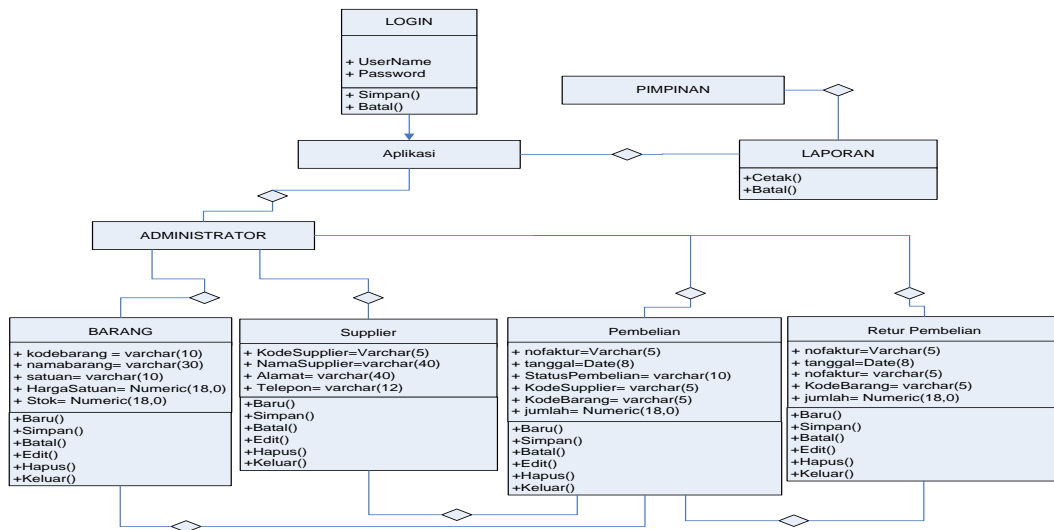 LOGIN
+ UserName
+ Password
+ Simpan()
+ Batal()
PIMPINAN
Aplikasi
LAPORAN
+Cetak()
+Batal()
ADMINISTRATOR
BARANG
+ kodebarang = varchar(10)
+ namabarang= varchar(30)
+ satuan= varchar(10)
+ HargaSatuan= Numeric(18,0)
+ Stok= Numeric(18,0)
+Baru()
+Simpan()
+Batal()
+Edit()
+Hapus()
+Keluar()
Supplier
+ KodeSupplier=Varchar(5)
+ NamaSupplier=varchar(40)
+ Alamat= varchar(40)
+ Telepon= varchar(12)
+Baru()
+Simpan()
+Batal()
+Edit()
+Hapus()
+Keluar()
Pembelian
+ nofaktur=Varchar(5)
+ tanggal=Date(8)
+ StatusPembelian= varchar(10)
+ KodeSupplier= varchar(5)
+ KodeBarang= varchar(5)
+ jumlah= Numeric(18,0)
+Baru()
+Simpan()
+Batal()
+Edit()
+Hapus()
+Keluar()
Retur Pembelian
+ nofaktur=Varchar(5)
+ tanggal=Date(8)
+ nofaktur= varchar(5)
+ KodeBarang= varchar(5)
+ jumlah= Numeric(18,0)
+Baru()
+Simpan()
+Batal()
+Edit()
+Hapus()
+Keluar()